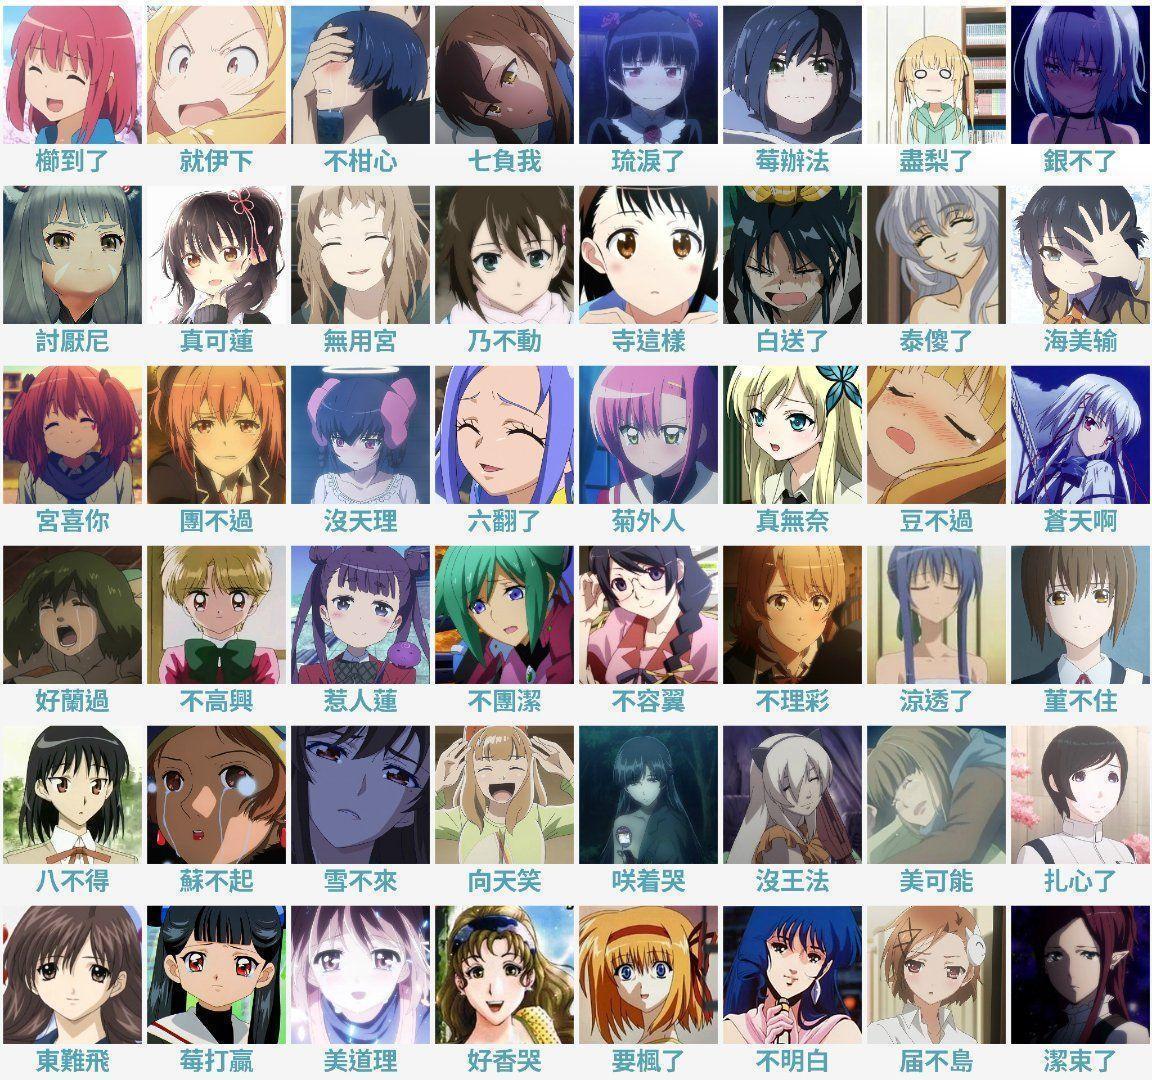 櫛到了 就伊下 不柑心 七負我 琉淚了 莓辦法 盡梨了 銀不了
討厭尼 真可蓮 無用宮 乃不動 寺這樣 白送了 泰傻了 海美输
宮喜你 團不過 沒天理 六翻了 菊外人 真無奈 豆不過 蒼天啊
好蘭過 不高興 惹人蓮 不團潔 不容翼 不理彩 涼透了 堇不住
八不得 蘇不起 雪不來 向天笑 咲着哭 沒王法 美可能 扎心了
東難飛 莓打贏 美道理 好香哭 要楓了 不明白 届不島 潔束了